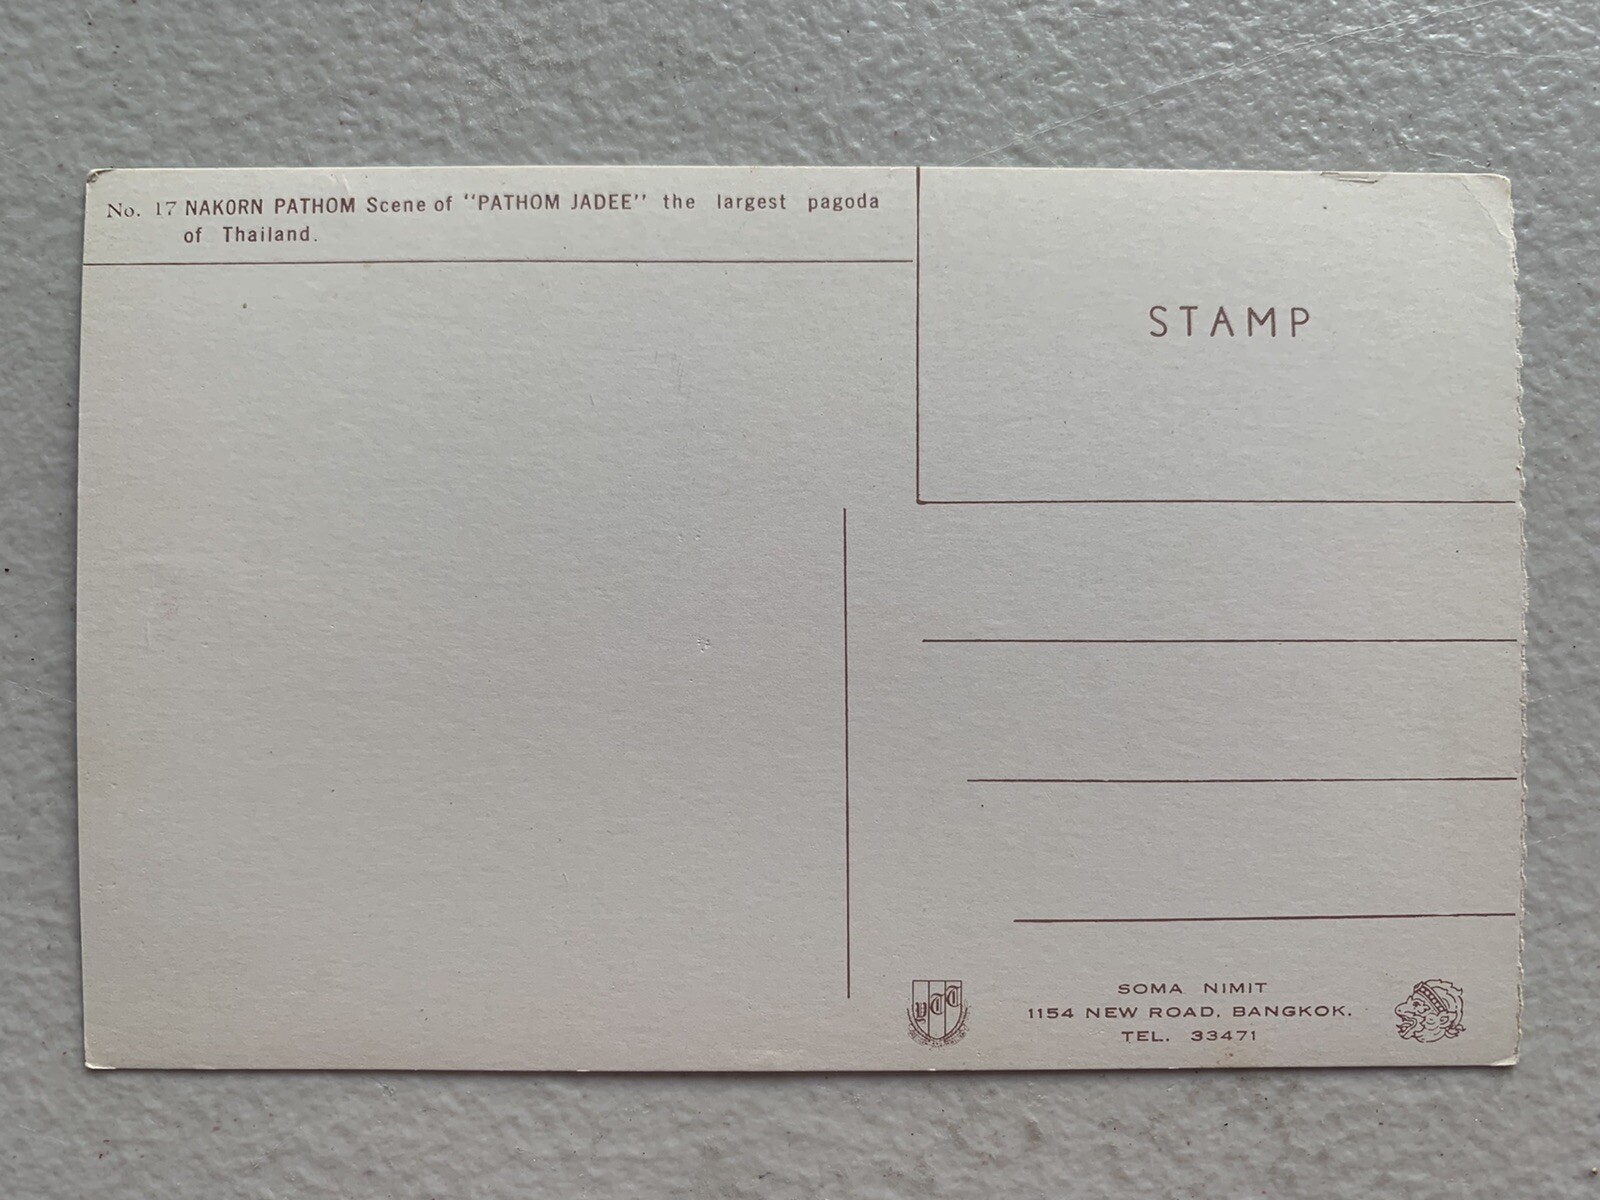 No. 17 NAKORN PATHOM Scene of "PATHOM JADEE" the largest pagoda
of Thailand.
STAMP
SOMA NIMIT
1154 NEW ROAD, BANGKOK.
TEL. 33471